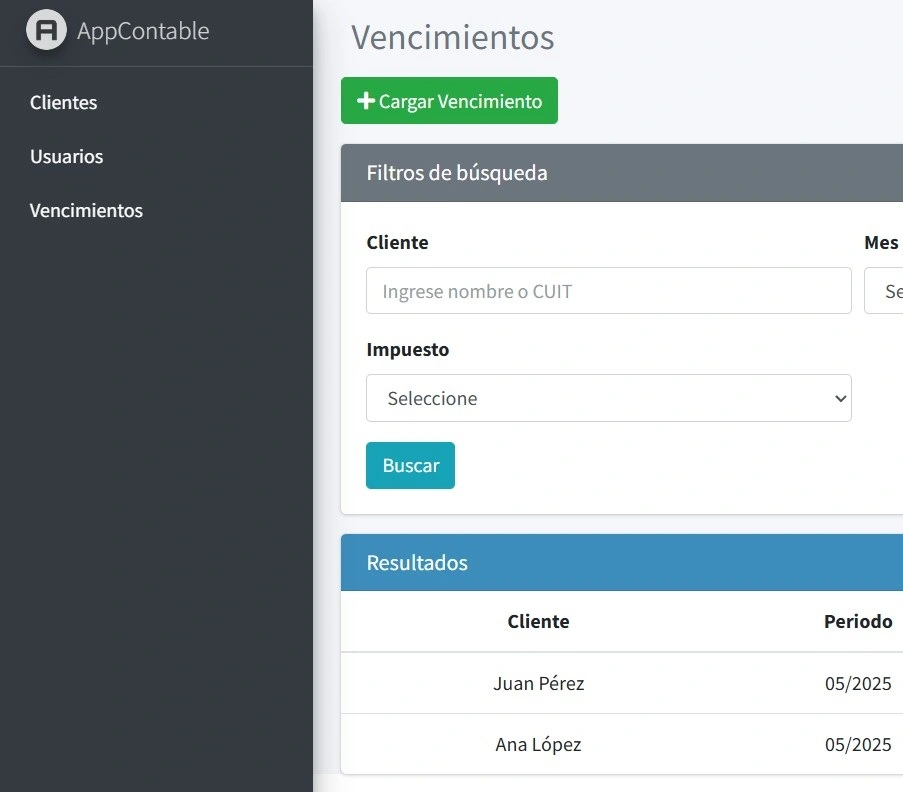 AppContable
Clientes
Usuarios
Vencimientos
Vencimientos
Cargar Vencimiento
Filtros de búsqueda
Cliente
Mes
Ingrese nombre o CUIT
Se
Impuesto
Seleccione
Buscar
Resultados
Cliente Periodo
Juan Pérez 05/2025
Ana López 05/2025